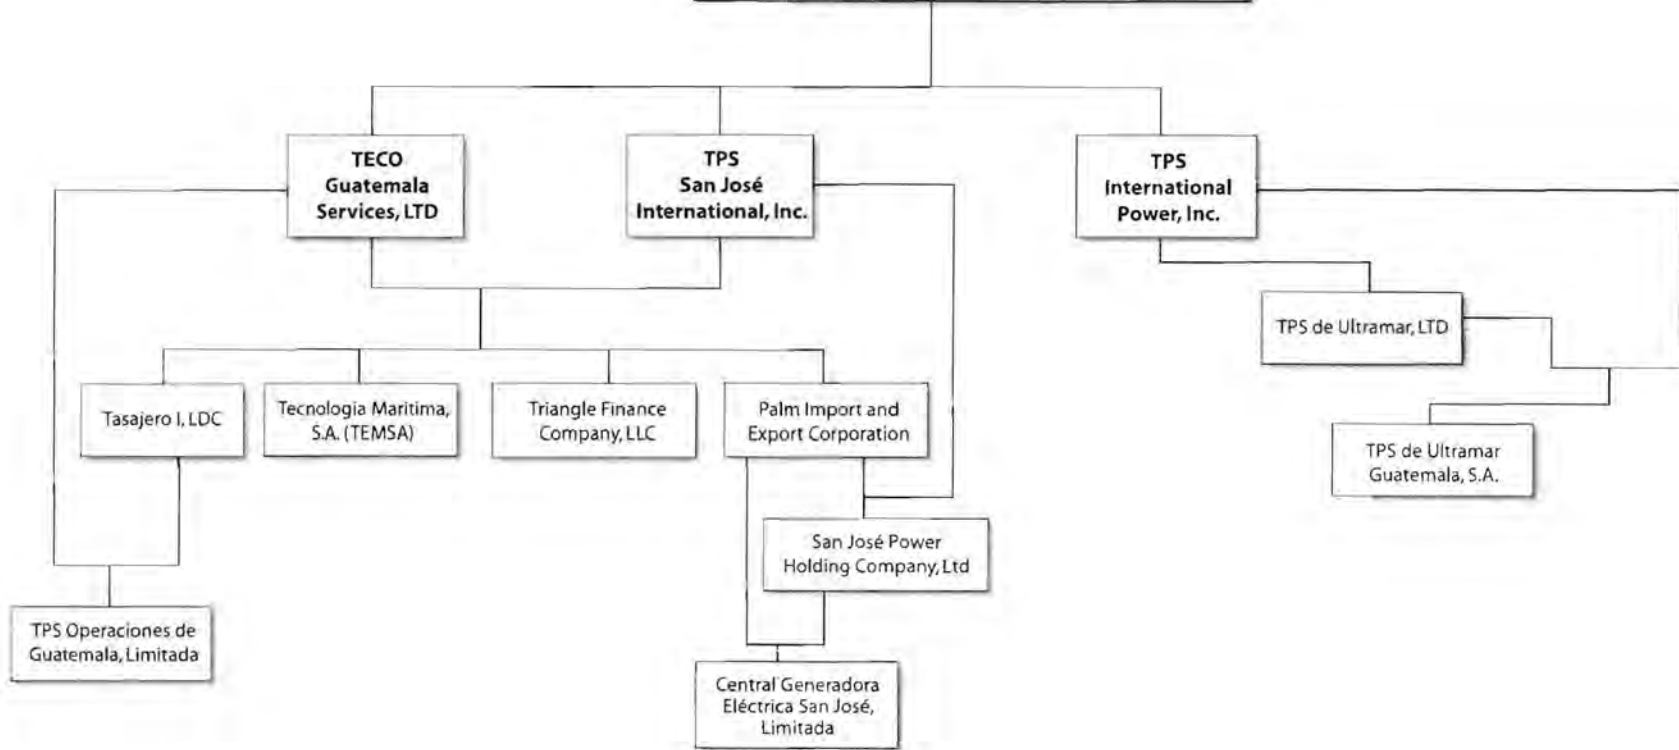 TECO
Guatemala
Services, LTD
TPS
San José
International, Inc.
TPS
International
Power, Inc.
TPS de Ultramar, LTD
Tasajero I, LDC
Tecnologia Maritima,
S.A. (TEMSA)
Triangle Finance
Company, LLC
Palm Import and
Export Corporation
TPS de Ultramar
Guatemala, S.A.
San José Power
Holding Company, Ltd
TPS Operaciones de
Guatemala, Limitada
Central Generadora
Eléctrica San José,
Limitada